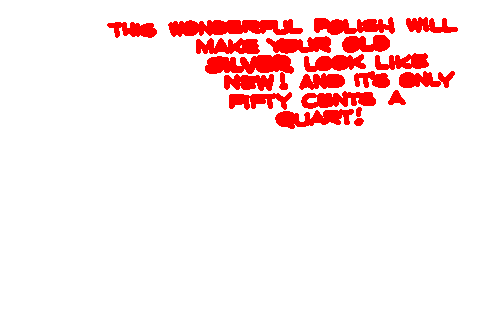 THIS WONDERFUL POLISH WILL
MAKE YOUR OLD
SILVER LOOK LIKE
NEW! AND IT'S ONLY
FIFTY CENTS A
QUART!